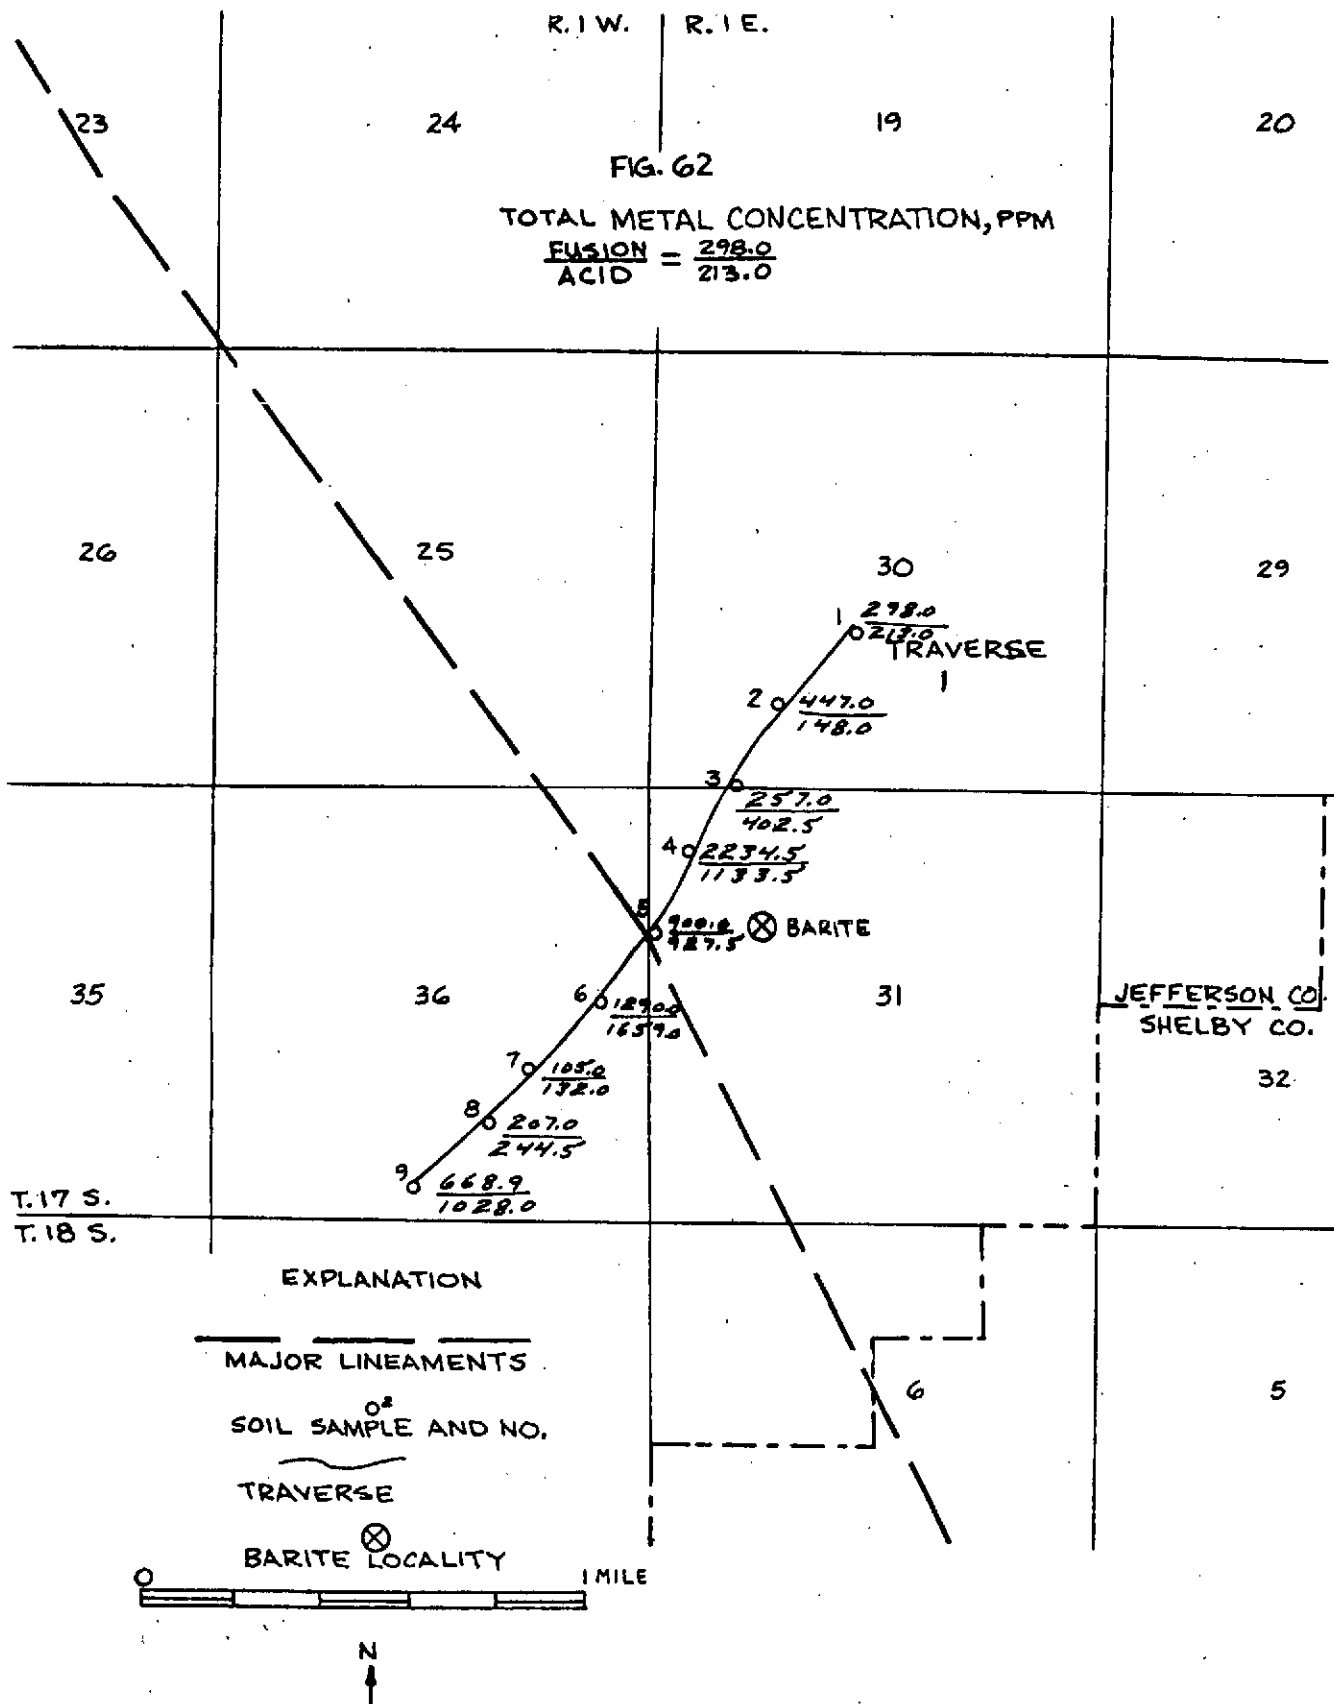 R.1 W. R.1 E.
23 24 19 20
FIG. 62
TOTAL METAL CONCENTRATION, PPM
FUSION = 298.0
ACID 213.0
26 25 30 29
1 298.0
213.0
TRAVERSE
1
2 447.0
148.0
3
257.0
402.5
4 2234.5
1133.5
5
900.0 BARITE
927.5
35 36 6 31 JEFFERSON CO.
1290.0 SHELBY CO.
1659.0
7 105.0 32
132.0
8 207.0
244.5
9 668.9
1028.0
T.17 S.
T.18 S.
EXPLANATION
MAJOR LINEAMENTS
6 5
SOIL SAMPLE AND NO.
TRAVERSE
BARITE LOCALITY
0 1 MILE
N